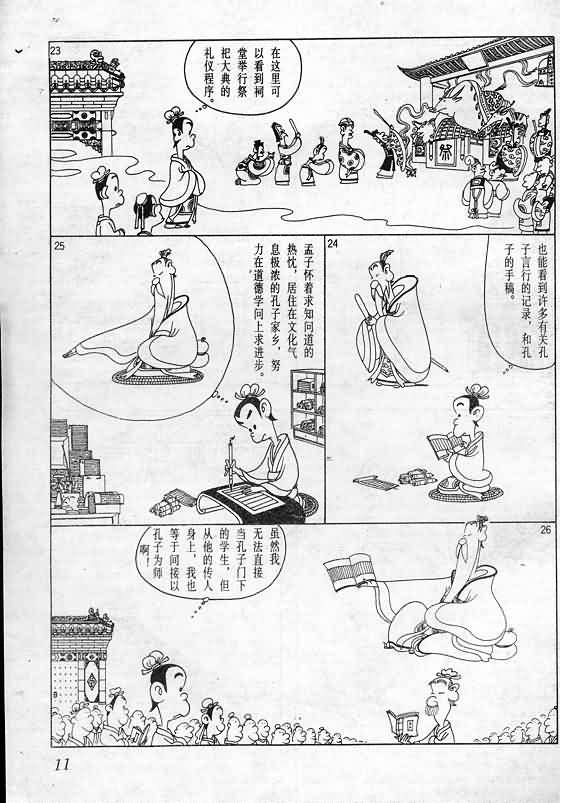 23
在这里可
以看到祠
堂举行祭
祀大典的
礼仪程序。
24
也能看到许多有关孔
子言行的记录，和孔
子的手稿。
25
孟子怀着求知问道的
热忱，居住在文化气
息极浓的孔子家乡，努
力在道德学问上求进步。
26
虽然我
无法直接
当孔子门下
的学生，但
从他的传人
身上，我也
等于间接以
孔子为师
啊！
11